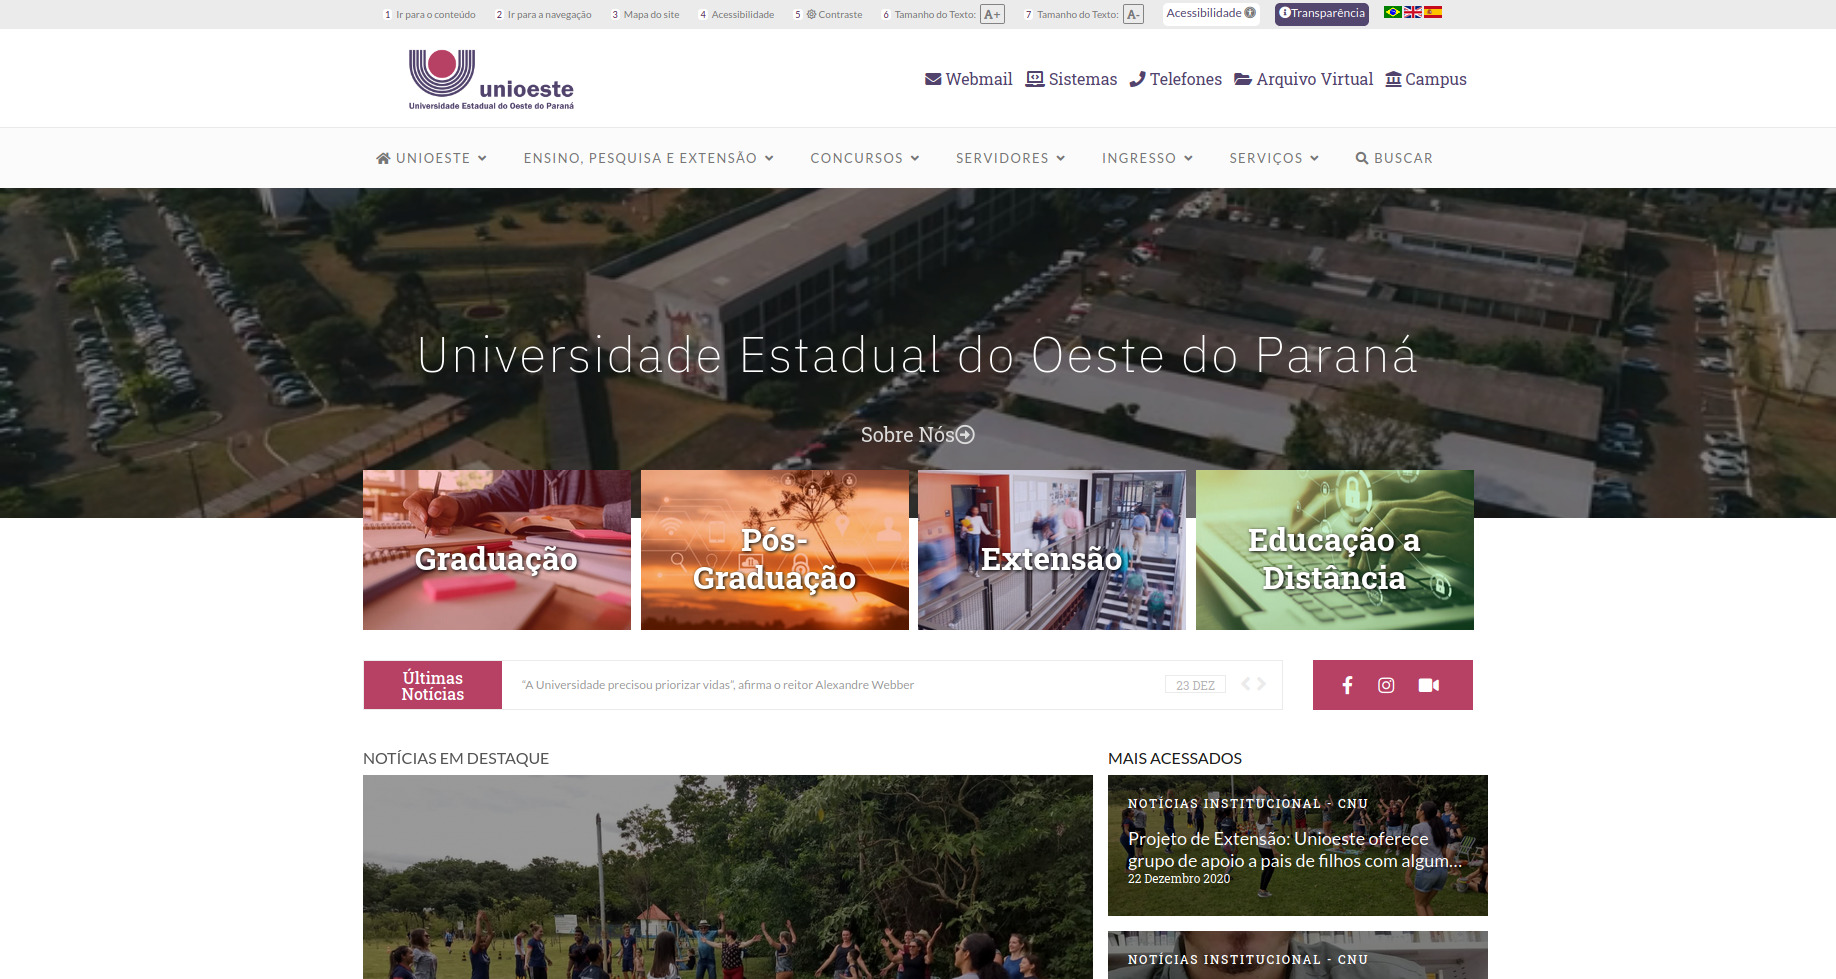 1 Ir para o conteúdo 2 Ir para a navegação 3 Mapa do site 4 Acessibilidade 5 Contraste 6 Tamanho do Texto: A+ 7 Tamanho do Texto: A- Acessibilidade Transparência
unioeste
Universidade Estadual do Oeste do Paraná
Webmail Sistemas Telefones Arquivo Virtual Campus
UNIOESTE ENSINO, PESQUISA E EXTENSÃO CONCURSOS SERVIDORES INGRESSO SERVIÇOS BUSCAR
Universidade Estadual do Oeste do Paraná
Sobre Nós
Graduação
Pós-
Graduação
Extensão
Educação a
Distância
Últimas
Notícias
“A Universidade precisou priorizar vidas”, afirma o reitor Alexandre Webber 23 DEZ
NOTÍCIAS EM DESTAQUE
MAIS ACESSADOS
NOTÍCIAS INSTITUCIONAL - CNU
Projeto de Extensão: Unioeste oferece
grupo de apoio a pais de filhos com algum...
22 Dezembro 2020
NOTÍCIAS INSTITUCIONAL - CNU